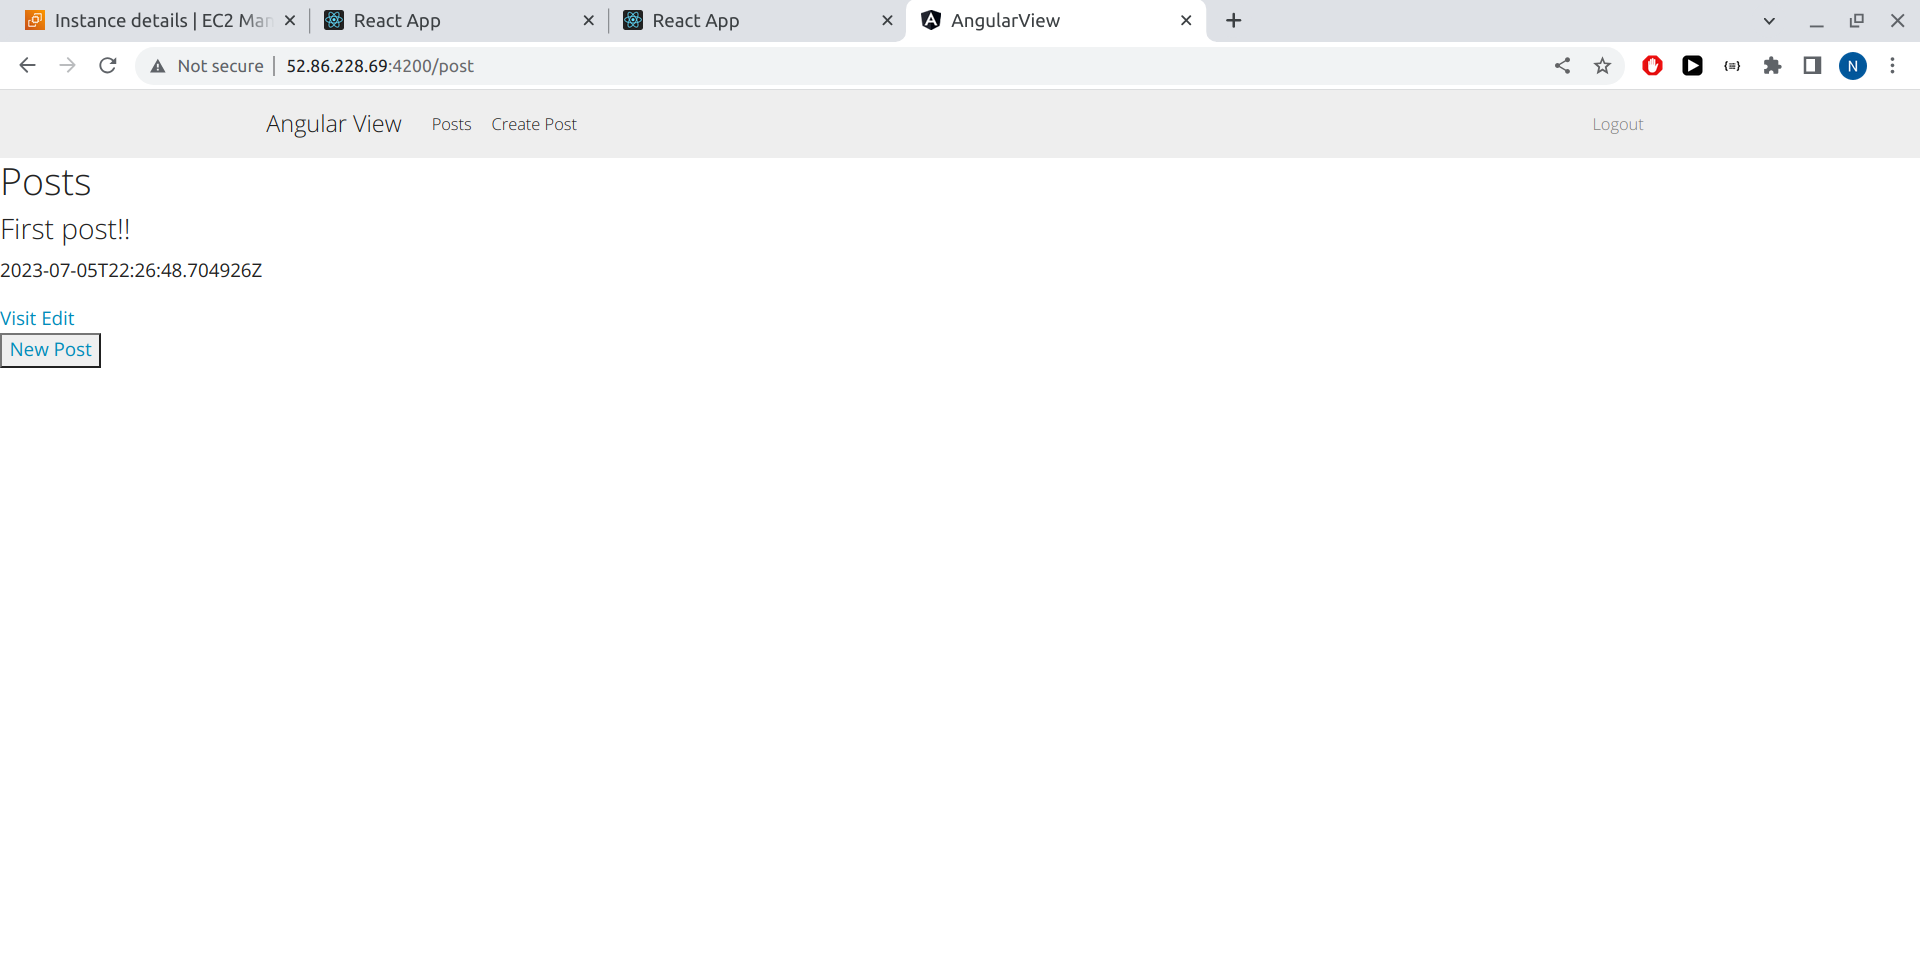 Instance details | EC2 Man
React App
React App
AngularView
Not secure | 52.86.228.69:4200/post
N
Angular View Posts Create Post Logout
Posts
First post!!
2023-07-05T22:26:48.704926Z
Visit Edit
New Post